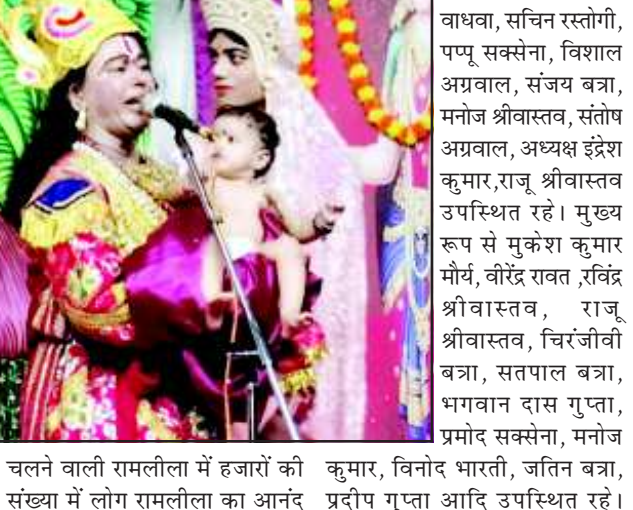 चलने वाली रामलीला में हजारों की
संख्या में लोग रामलीला का आनंद
वाधवा, सचिन रस्तोगी,
पप्पू सक्सेना, विशाल
अग्रवाल, संजय बत्रा,
मनोज श्रीवास्तव, संतोष
अग्रवाल, अध्यक्ष इंद्रेश
कुमार,राजू श्रीवास्तव
उपस्थित रहे। मुख्य
रूप से मुकेश कुमार
मौर्य, वीरेंद्र रावत ,रविंद्र
श्रीवास्तव, राजू
श्रीवास्तव, चिरंजीवी
बत्रा, सतपाल बत्रा,
भगवान दास गुप्ता,
प्रमोद सक्सेना, मनोज
कुमार, विनोद भारती, जतिन बत्रा,
प्रदीप गुप्ता आदि उपस्थित रहे।